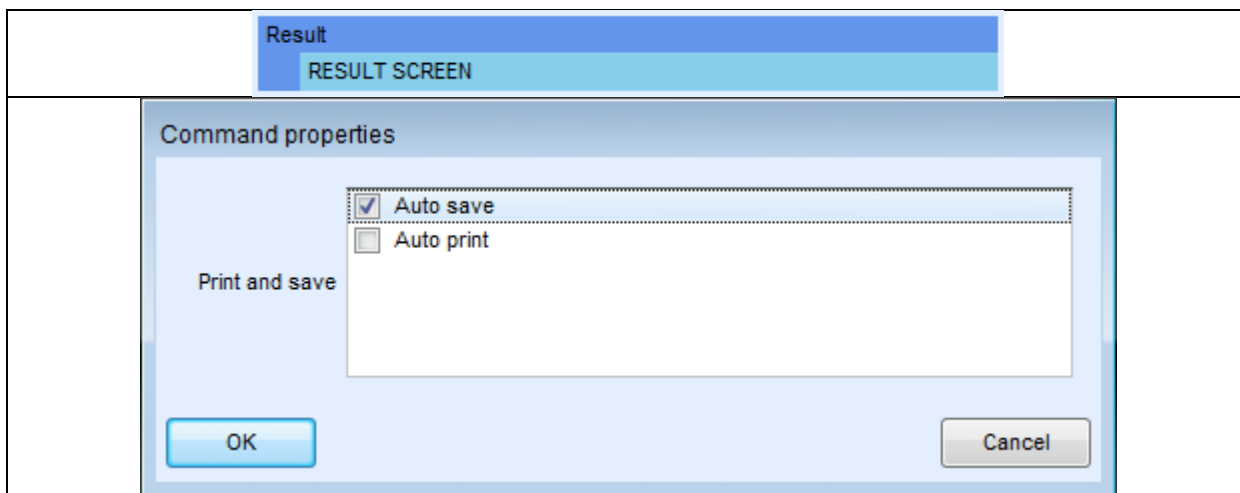 Result
RESULT SCREEN
Command properties
Auto save
Auto print
Print and save
OK
Cancel